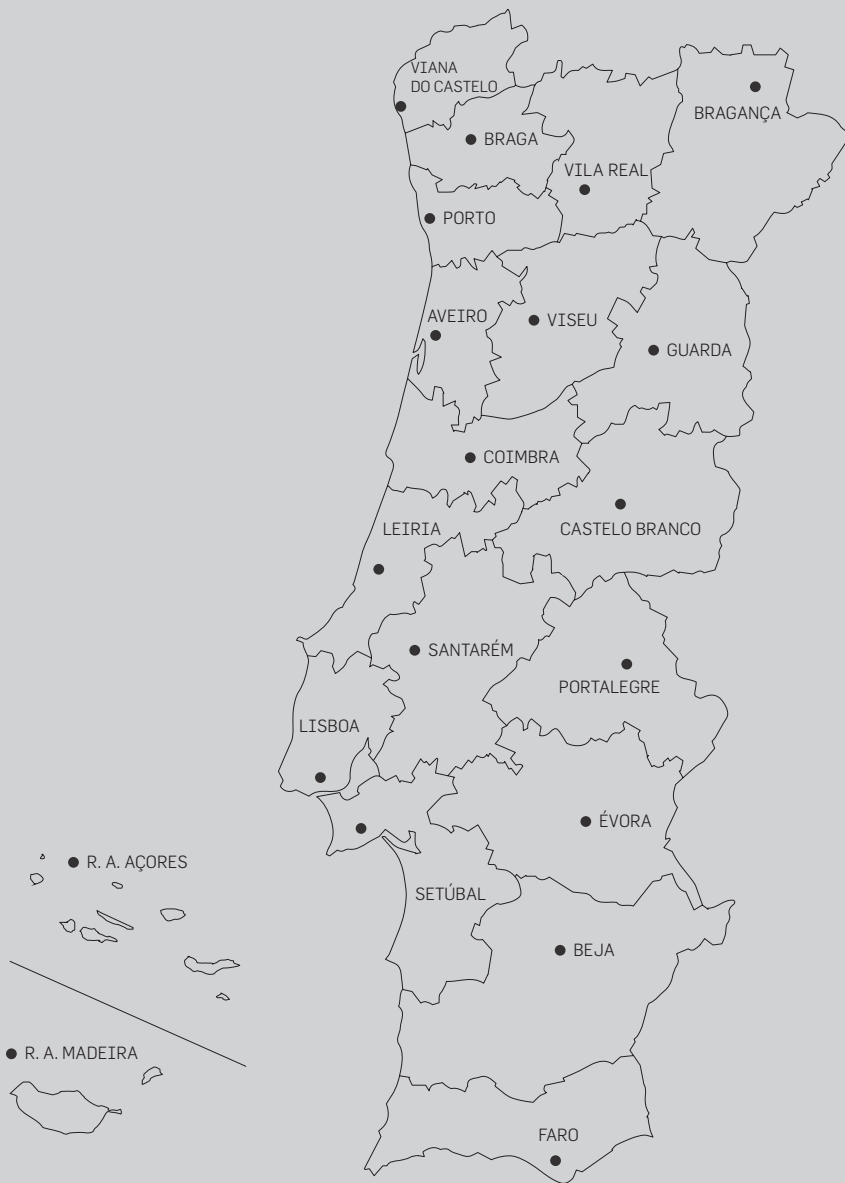 VIANA
DO CASTELO
BRAGANÇA
BRAGA
VILA REAL
PORTO
AVEIRO
VISEU
GUARDA
COIMBRA
LEIRIA
CASTELO BRANCO
SANTARÉM
PORTALEGRE
LISBOA
ÉVORA
R. A. AÇORES
SETÚBAL
BEJA
R. A. MADEIRA
FARO